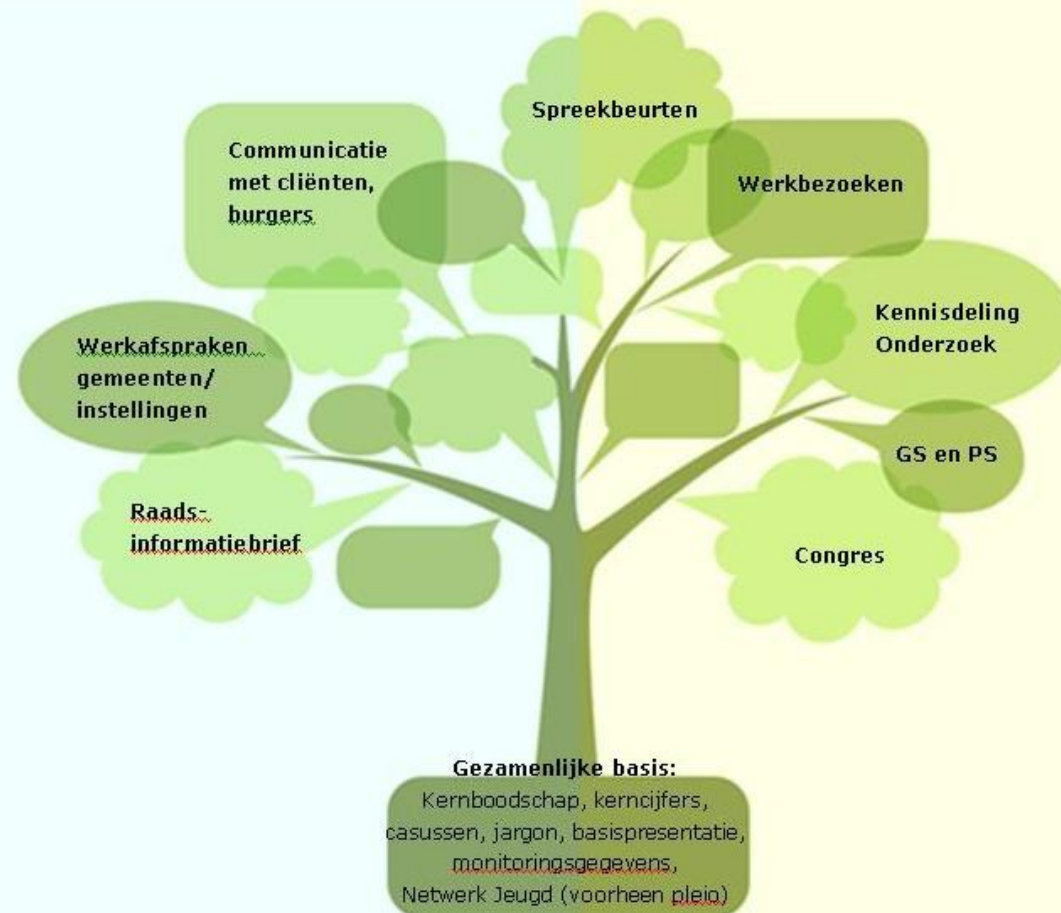 Spreekbeurten
Communicatie
met cliënten,
burgers
Werkbezoeken
Werkafspraken
gemeenten/
instellingen
Kennisdeling
Onderzoek
GS en PS
Raads-
informatiebrief
Congres
Gezamenlijke basis:
Kernboodschap, kerncijfers,
casussen, jargon, basispresentatie,
monitoringsgegevens,
Netwerk Jeugd (voorheen pleio)